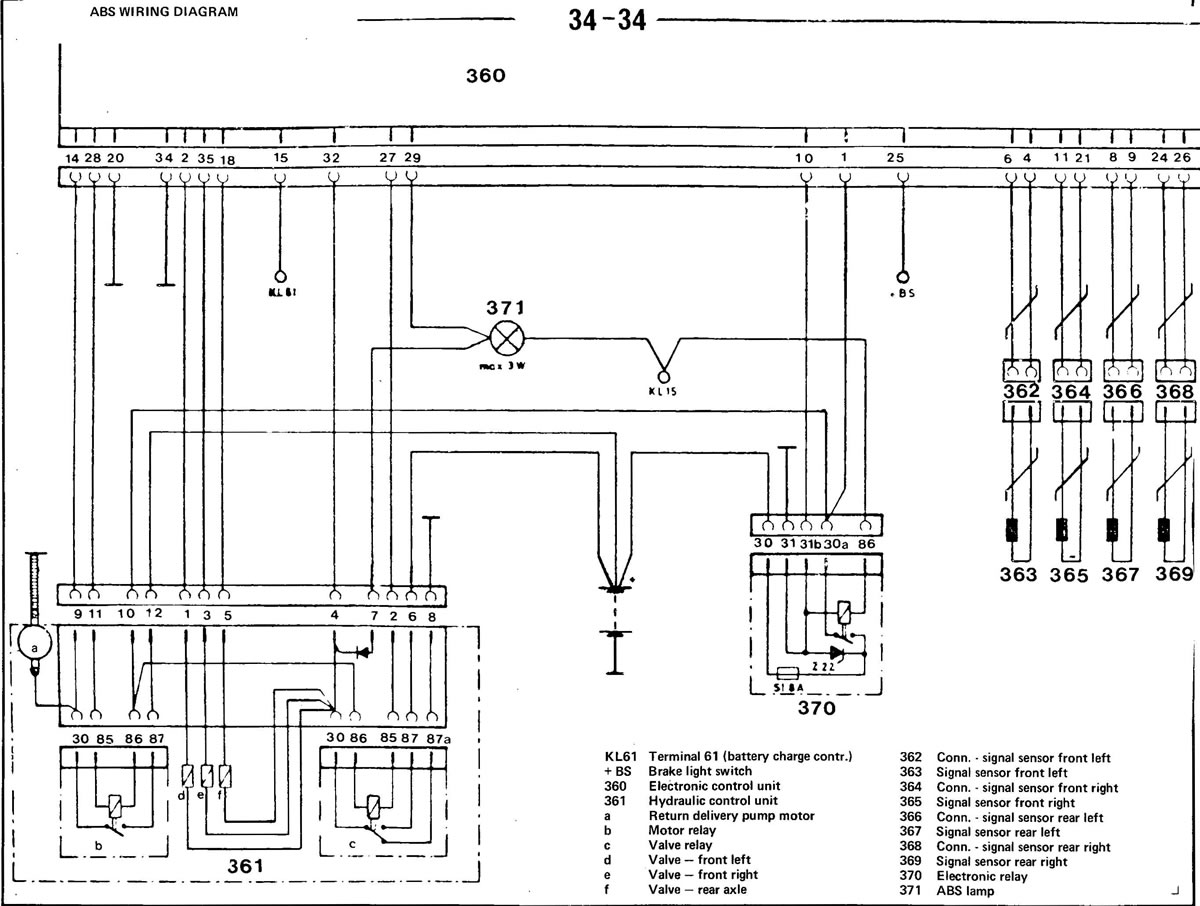 ABS WIRING DIAGRAM
34-34
360
14 28 20 34 2 35 18 15 32 27 29 10 1 25 6 4 11 21 8 9 24 26
KL61
+BS
371
max 3W
KL15
362 364 366 368
30 31 31b 30a 86
363 365 367 369
+
9 11 10 12 1 3 5 4 7 2 6 8
a
S1 8A
370
30 85 86 87 30 86 85 87 87a
d e f
b c
361
KL61 Terminal 61 (battery charge contr.)
+ BS Brake light switch
360 Electronic control unit
361 Hydraulic control unit
a Return delivery pump motor
b Motor relay
c Valve relay
d Valve – front left
e Valve – front right
f Valve – rear axle
362 Conn. - signal sensor front left
363 Signal sensor front left
364 Conn. - signal sensor front right
365 Signal sensor front right
366 Conn. - signal sensor rear left
367 Signal sensor rear left
368 Conn. - signal sensor rear right
369 Signal sensor rear right
370 Electronic relay
371 ABS lamp